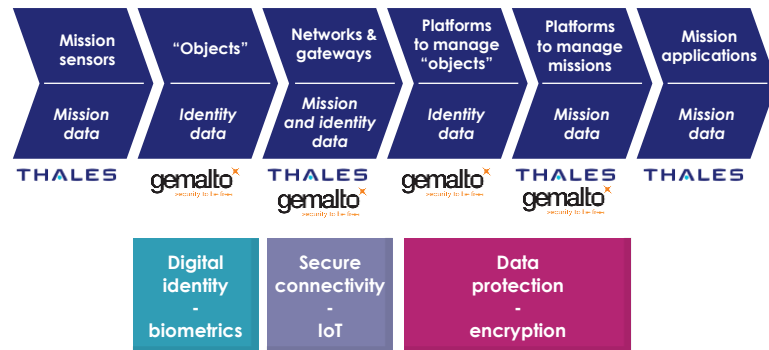 Mission
sensors
Mission
data
“Objects”
Identity
data
Networks &
gateways
Mission
and identity
data
Platforms
to manage
“objects”
Identity
data
Platforms
to manage
missions
Mission
data
Mission
applications
Mission
data
THALES
gemalto
security to be free
THALES
gemalto
security to be free
gemalto
security to be free
THALES
gemalto
security to be free
THALES
Digital
identity
-
biometrics
Secure
connectivity
-
IoT
Data
protection
-
encryption